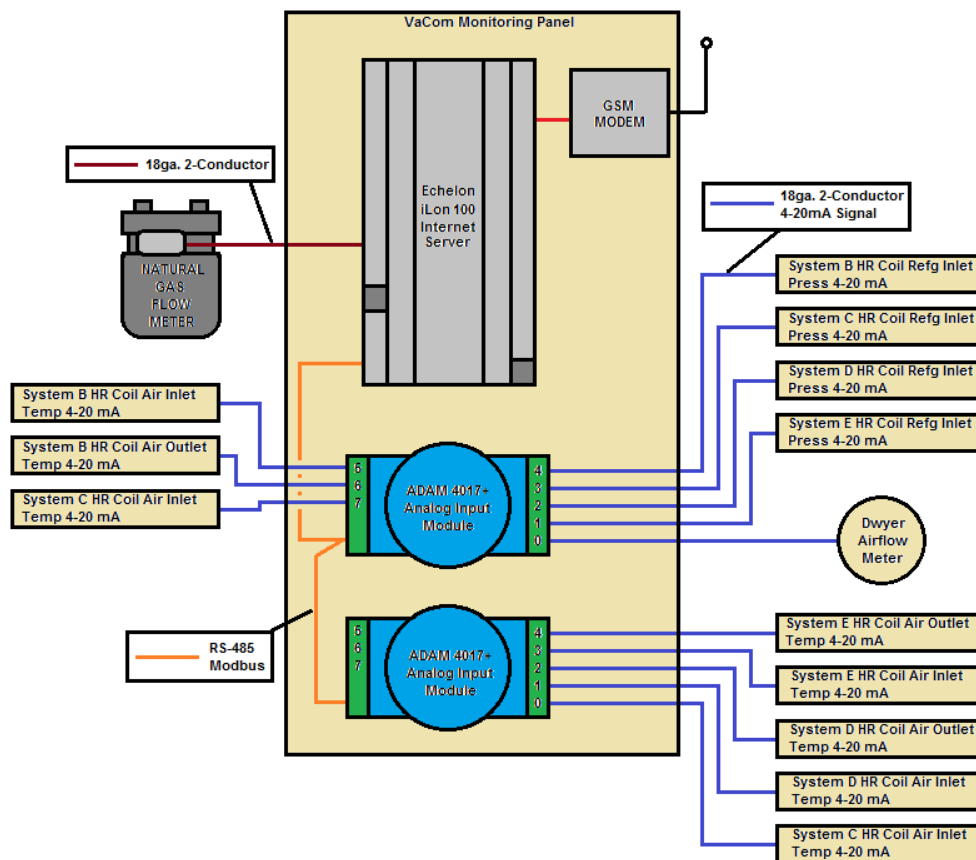 VaCom Monitoring Panel
GSM
MODEM
18ga. 2-Conductor
Echelon
iLon 100
Internet
Server
18ga. 2-Conductor
4-20mA Signal
NATURAL
GAS
FLOW
METER
System B HR Coil Refg Inlet
Press 4-20 mA
System C HR Coil Refg Inlet
Press 4-20 mA
System D HR Coil Refg Inlet
Press 4-20 mA
System E HR Coil Refg Inlet
Press 4-20 mA
System B HR Coil Air Inlet
Temp 4-20 mA
System B HR Coil Air Outlet
Temp 4-20 mA
System C HR Coil Air Inlet
Temp 4-20 mA
5
6
7
ADAM 4017+
Analog Input
Module
4
3
2
1
0
Dwyer
Airflow
Meter
RS-485
Modbus
5
6
7
ADAM 4017+
Analog Input
Module
4
3
2
1
0
System E HR Coil Air Outlet
Temp 4-20 mA
System E HR Coil Air Inlet
Temp 4-20 mA
System D HR Coil Air Outlet
Temp 4-20 mA
System D HR Coil Air Inlet
Temp 4-20 mA
System C HR Coil Air Inlet
Temp 4-20 mA